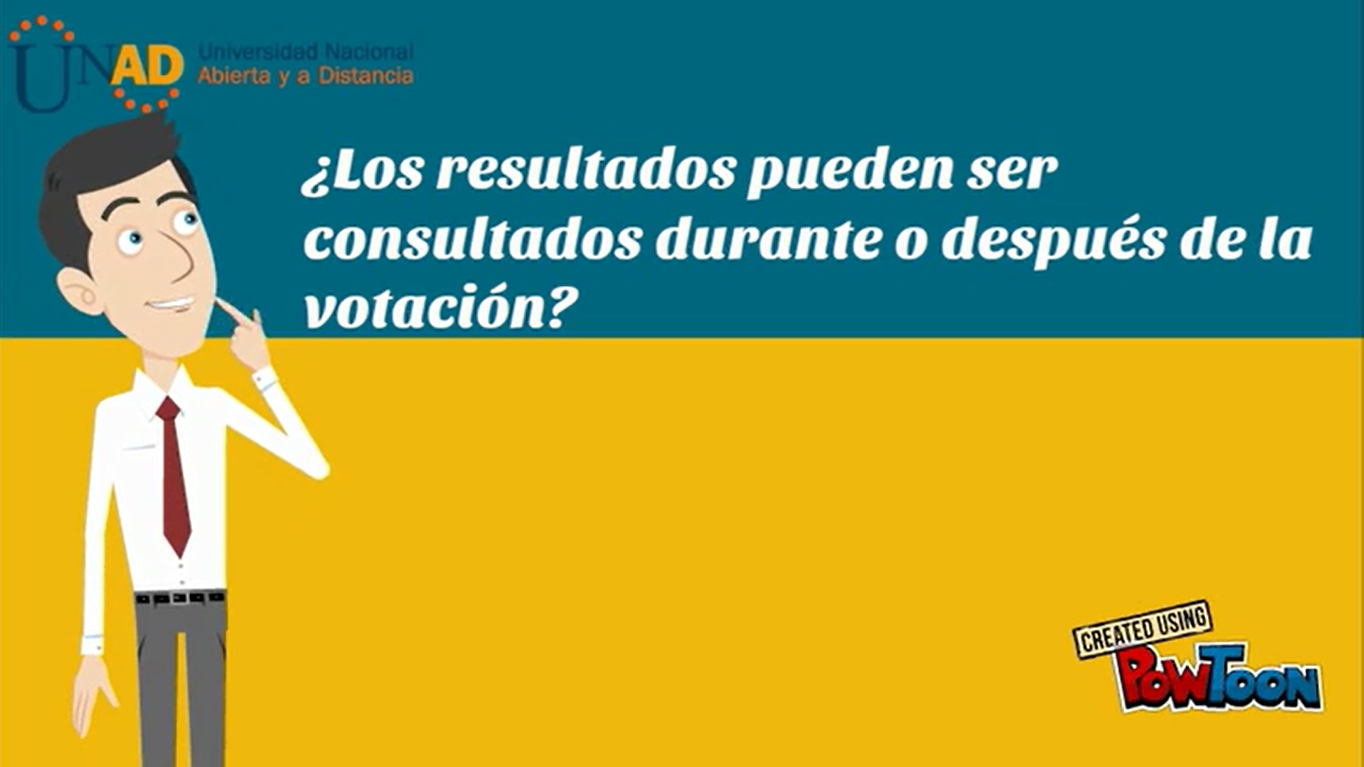 UNAD
Universidad Nacional
Abierta y a Distancia
¿Los resultados pueden ser
consultados durante o después de la
votación?
CREATED USING
POWTOON